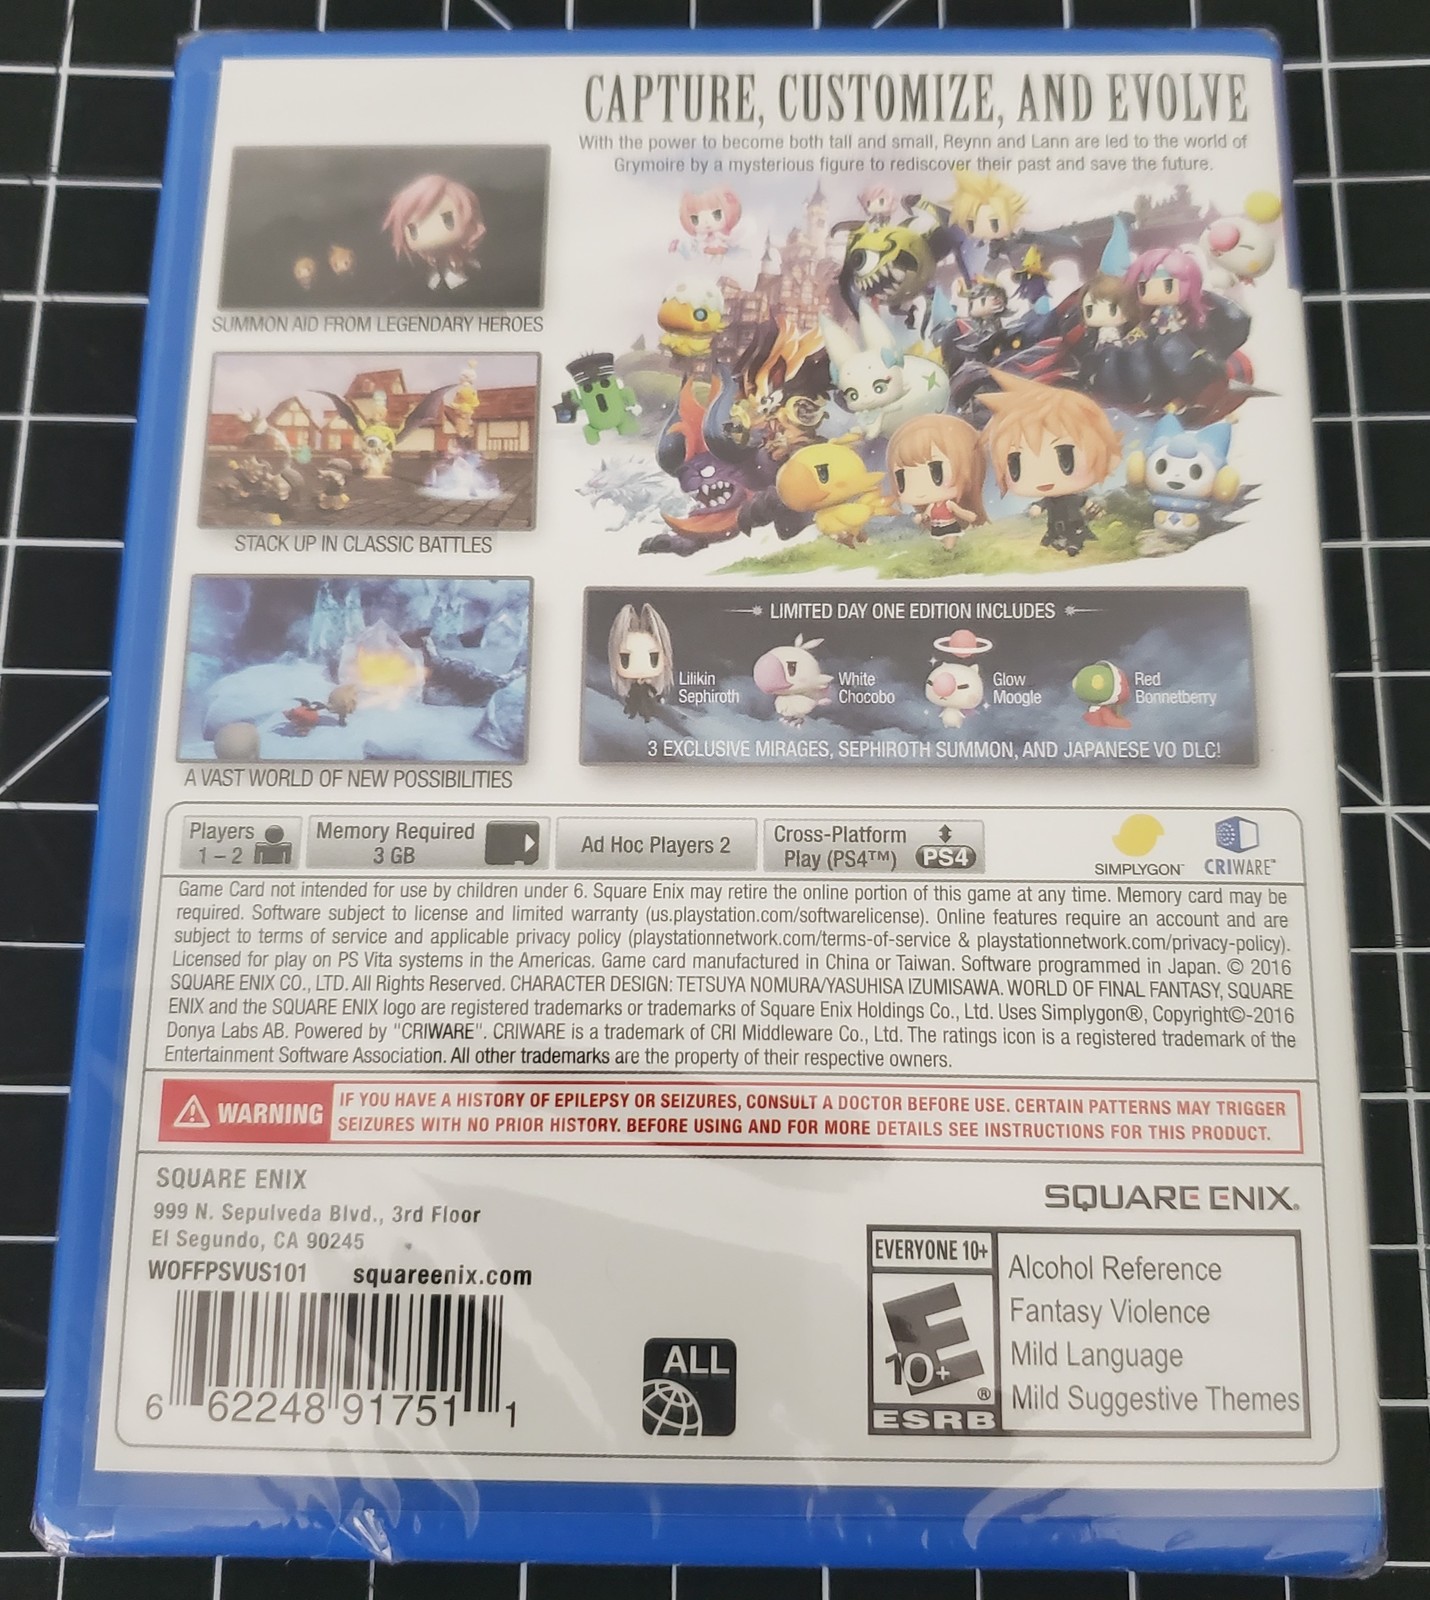 CAPTURE, CUSTOMIZE, AND EVOLVE
With the power to become both tall and small, Reynn and Lann are led to the world of
Grymoire by a mysterious figure to rediscover their past and save the future.
SUMMON AID FROM LEGENDARY HEROES
STACK UP IN CLASSIC BATTLES
A VAST WORLD OF NEW POSSIBILITIES
LIMITED DAY ONE EDITION INCLUDES
Lilikin
Sephiroth
White
Chocobo
Glow
Moogle
Red
Bonnetberry
3 EXCLUSIVE MIRAGES, SEPHIROTH SUMMON, AND JAPANESE VO DLC!
Players
1 – 2
Memory Required
3 GB
Ad Hoc Players 2
Cross-Platform
Play (PS4™)
PS4
SIMPLYGON™
CRIWARE™
Game Card not intended for use by children under 6. Square Enix may retire the online portion of this game at any time. Memory card may be
required. Software subject to license and limited warranty (us.playstation.com/softwarelicense). Online features require an account and are
subject to terms of service and applicable privacy policy (playstationnetwork.com/terms-of-service & playstationnetwork.com/privacy-policy).
Licensed for play on PS Vita systems in the Americas. Game card manufactured in China or Taiwan. Software programmed in Japan. © 2016
SQUARE ENIX CO., LTD. All Rights Reserved. CHARACTER DESIGN: TETSUYA NOMURA/YASUHISA IZUMISAWA. WORLD OF FINAL FANTASY, SQUARE
ENIX and the SQUARE ENIX logo are registered trademarks or trademarks of Square Enix Holdings Co., Ltd. Uses Simplygon®, Copyright©-2016
Donya Labs AB. Powered by "CRIWARE". CRIWARE is a trademark of CRI Middleware Co., Ltd. The ratings icon is a registered trademark of the
Entertainment Software Association. All other trademarks are the property of their respective owners.
WARNING
IF YOU HAVE A HISTORY OF EPILEPSY OR SEIZURES, CONSULT A DOCTOR BEFORE USE. CERTAIN PATTERNS MAY TRIGGER
SEIZURES WITH NO PRIOR HISTORY. BEFORE USING AND FOR MORE DETAILS SEE INSTRUCTIONS FOR THIS PRODUCT.
SQUARE ENIX
999 N. Sepulveda Blvd., 3rd Floor
El Segundo, CA 90245
WOFFPSVUS101 squareenix.com
6 62248 91751 1
ALL
SQUARE ENIX®
EVERYONE 10+
E
10+
®
ESRB
Alcohol Reference
Fantasy Violence
Mild Language
Mild Suggestive Themes